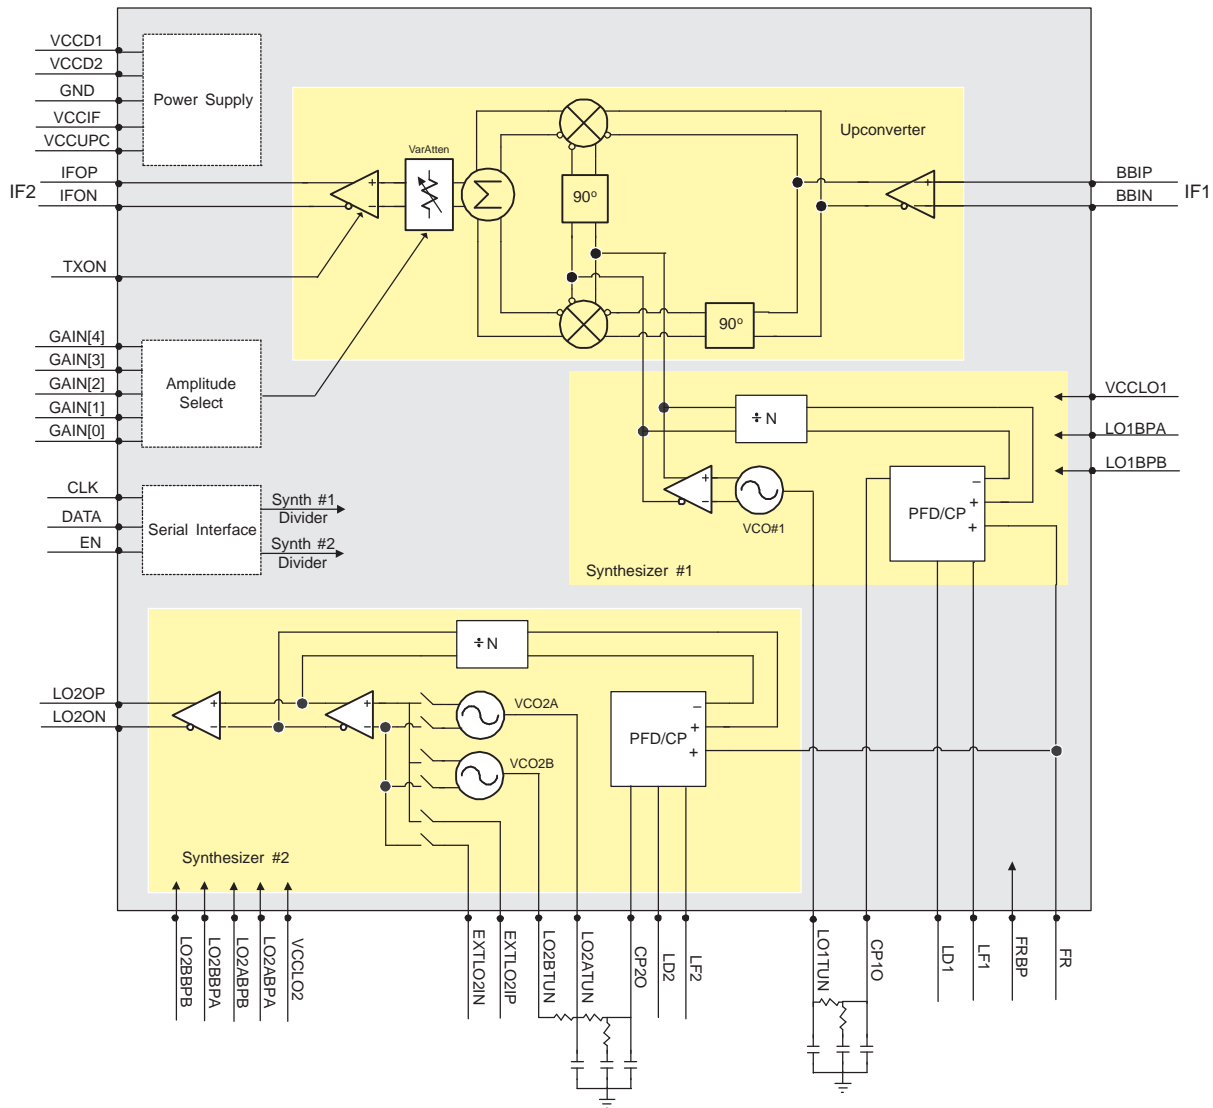 VCCD1
VCCD2
GND
VCCIF
VCCUPC
Power Supply
IFOP
IF2
IFON
TXON
VarAtten
Σ
90º
Upconverter
90º
BBIP
IF1
BBIN
GAIN[4]
GAIN[3]
GAIN[2]
GAIN[1]
GAIN[0]
Amplitude
Select
CLK
DATA
EN
Serial Interface
Synth #1
Divider
Synth #2
Divider
VCCLO1
LO1BPA
LO1BPB
÷ N
VCO#1
PFD/CP
Synthesizer #1
÷ N
LO2OP
LO2ON
VCO2A
VCO2B
PFD/CP
Synthesizer #2
LO2BBPB
LO2BBPA
LO2ABPB
LO2ABPA
VCCLO2
EXTLO2IN
EXTLO2IP
LO2BTUN
LO2ATUN
CP2O
LD2
LF2
LO1TUN
CP1O
LD1
LF1
FRBP
FR